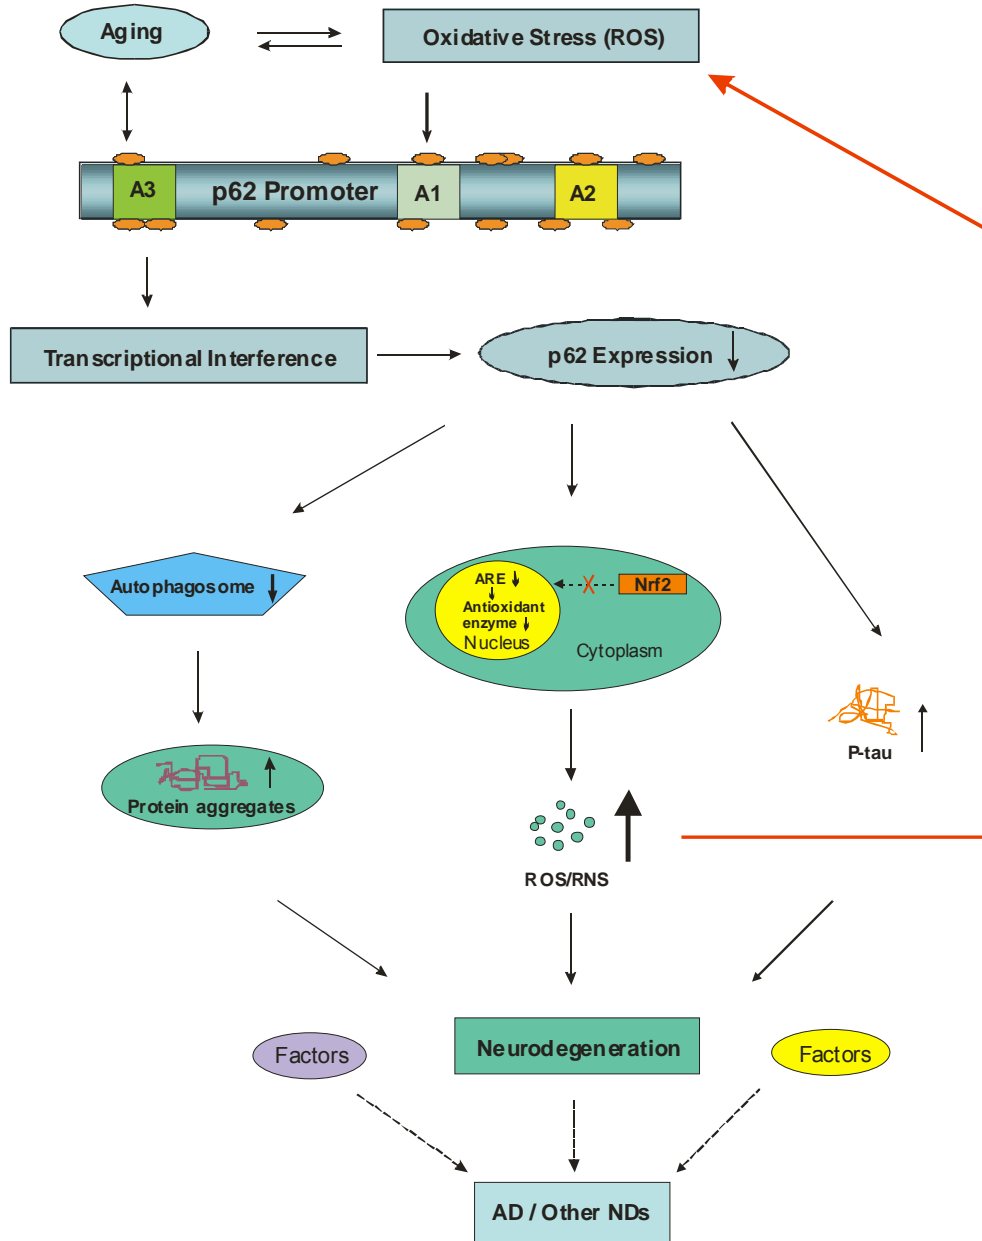 Aging
Oxidative Stress (ROS)
A3
p62 Promoter
A1
A2
Transcriptional Interference
p62 Expression
Autophagosome
ARE
Nrf2
Antioxidant
enzyme
Nucleus
Cytoplasm
P-tau
Protein aggregates
ROS/RNS
Factors
Neurodegeneration
Factors
AD / Other NDs